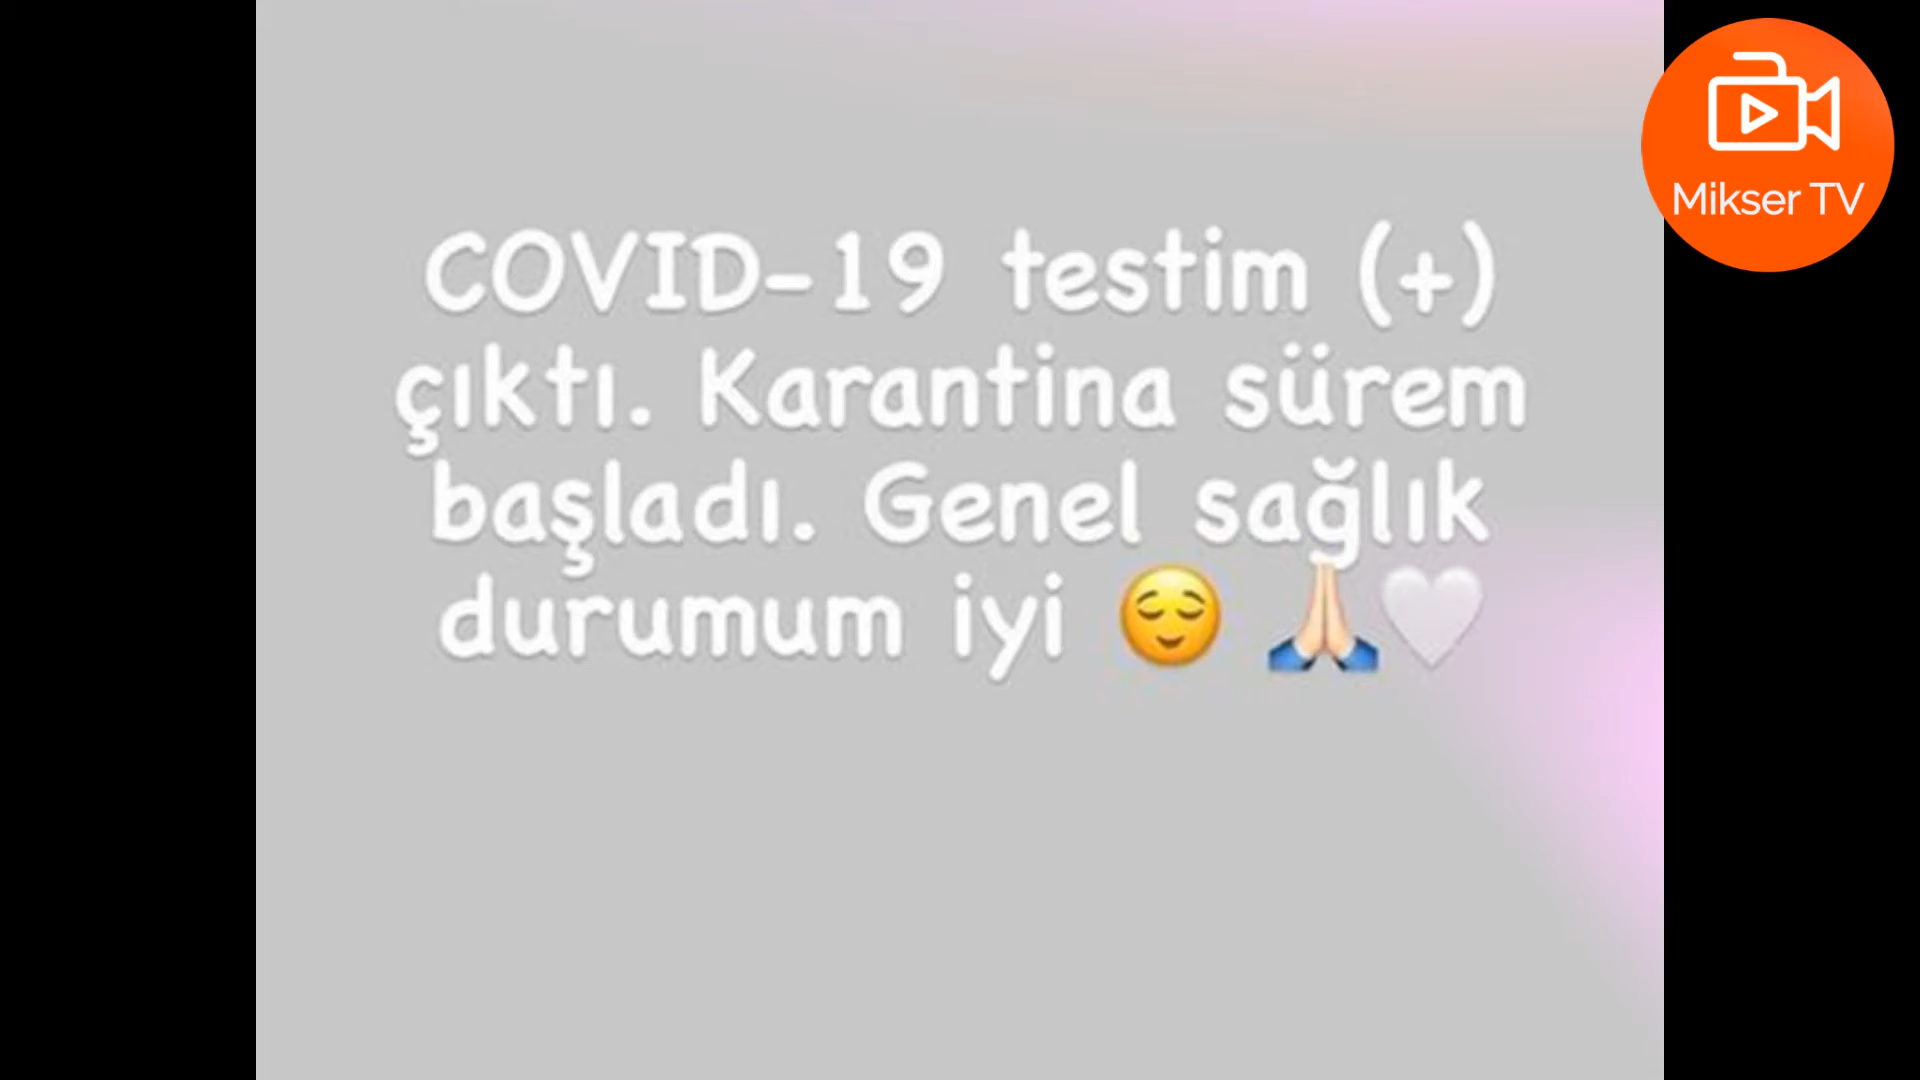 COVID-19 testim (+)
çıktı. Karantina sürem
başladı. Genel sağlık
durumum iyi 😌 🙏🏻🤍
Mikser TV